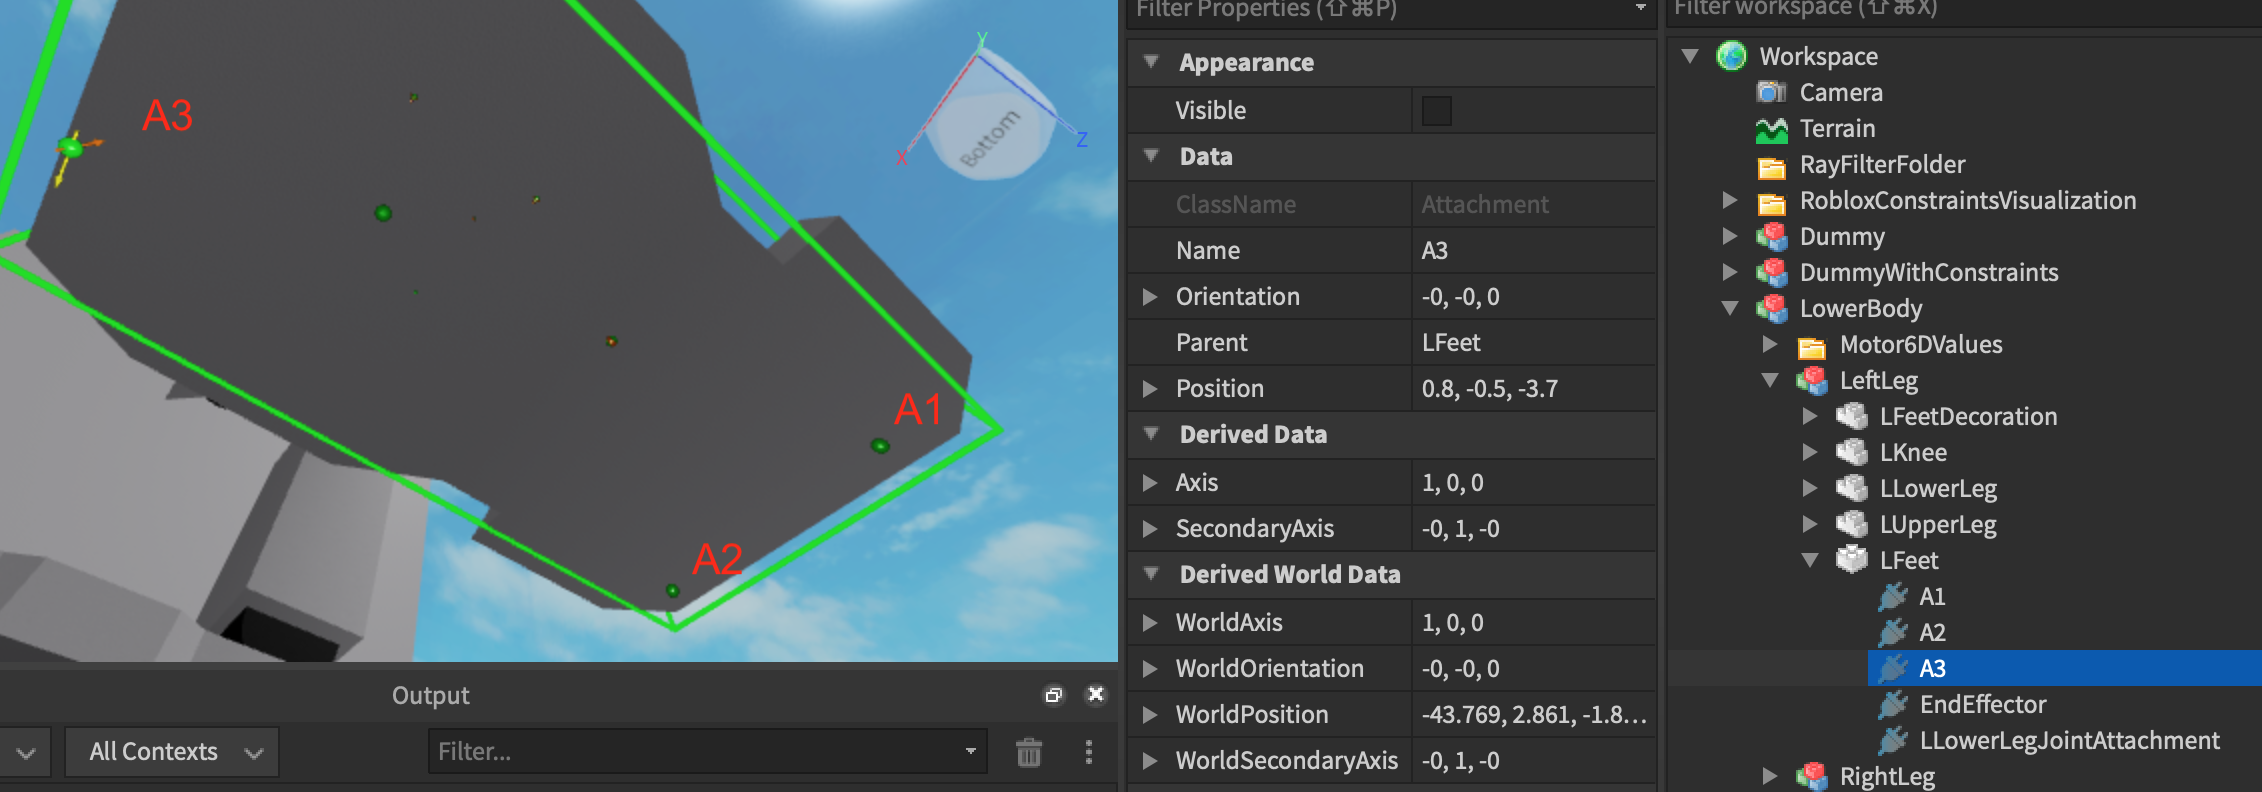 A3
A1
A2
Y
X
Z
Bottom
Output
All Contexts
Filter...
Filter Properties (⇧⌘P)
Appearance
Visible
Data
ClassName Attachment
Name A3
Orientation -0, -0, 0
Parent LFeet
Position 0.8, -0.5, -3.7
Derived Data
Axis 1, 0, 0
SecondaryAxis -0, 1, -0
Derived World Data
WorldAxis 1, 0, 0
WorldOrientation -0, -0, 0
WorldPosition -43.769, 2.861, -1.8...
WorldSecondaryAxis -0, 1, -0
Filter workspace (⇧⌘X)
Workspace
Camera
Terrain
RayFilterFolder
RobloxConstraintsVisualization
Dummy
DummyWithConstraints
LowerBody
Motor6DValues
LeftLeg
LFeetDecoration
LKnee
LLowerLeg
LUpperLeg
LFeet
A1
A2
A3
EndEffector
LLowerLegJointAttachment
RightLeg